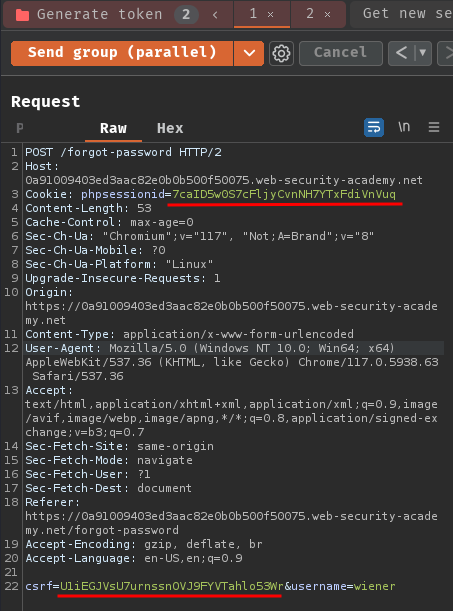 Generate token 2 < 1 × 2 × Get new se
Send group (parallel) Cancel < >
Request
P Raw Hex \n
1 POST /forgot-password HTTP/2
2 Host:
0a91009403ed3aac82e0b0b500f50075.web-security-academy.net
3 Cookie: phpsessionid=7caID5w0S7cFljyCvnNH7YTxFdiVnVuq
4 Content-Length: 53
5 Cache-Control: max-age=0
6 Sec-Ch-Ua: "Chromium";v="117", "Not;A=Brand";v="8"
7 Sec-Ch-Ua-Mobile: ?0
8 Sec-Ch-Ua-Platform: "Linux"
9 Upgrade-Insecure-Requests: 1
10 Origin:
https://0a91009403ed3aac82e0b0b500f50075.web-security-acade
my.net
11 Content-Type: application/x-www-form-urlencoded
12 User-Agent: Mozilla/5.0 (Windows NT 10.0; Win64; x64)
AppleWebKit/537.36 (KHTML, like Gecko) Chrome/117.0.5938.63
Safari/537.36
13 Accept:
text/html,application/xhtml+xml,application/xml;q=0.9,image
/avif,image/webp,image/apng,*/*;q=0.8,application/signed-ex
change;v=b3;q=0.7
14 Sec-Fetch-Site: same-origin
15 Sec-Fetch-Mode: navigate
16 Sec-Fetch-User: ?1
17 Sec-Fetch-Dest: document
18 Referer:
https://0a91009403ed3aac82e0b0b500f50075.web-security-acade
my.net/forgot-password
19 Accept-Encoding: gzip, deflate, br
20 Accept-Language: en-US,en;q=0.9
21
22 csrf=UliEGJVsU7urnssnOVJ9FYVTahlo53Wr&username=wiener